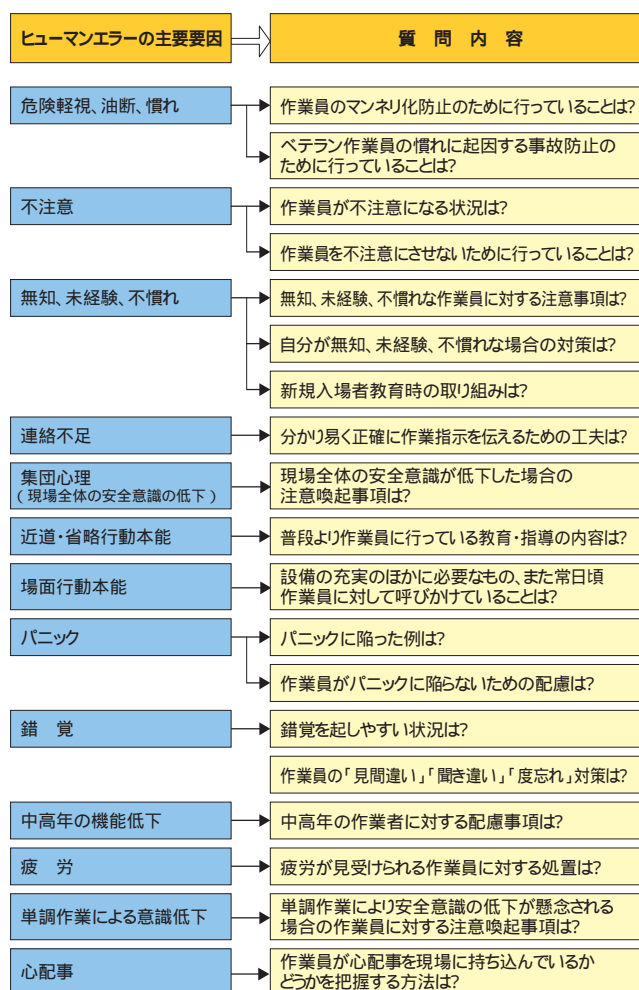 ヒューマンエラーの主要要因
質問内容
危険軽視、油断、慣れ
作業員のマンネリ化防止のために行っていることは?
ベテラン作業員の慣れに起因する事故防止の
ために行っていることは?
不注意
作業員が不注意になる状況は?
作業員を不注意にさせないために行っていることは?
無知、未経験、不慣れ
無知、未経験、不慣れな作業員に対する注意事項は?
自分が無知、未経験、不慣れな場合の対策は?
新規入場者教育時の取り組みは?
連絡不足
分かり易く正確に作業指示を伝えるための工夫は?
集団心理
(現場全体の安全意識の低下)
現場全体の安全意識が低下した場合の
注意喚起事項は?
近道・省略行動本能
普段より作業員に行っている教育・指導の内容は?
場面行動本能
設備の充実のほかに必要なもの、また常日頃
作業員に対して呼びかけていることは?
パニック
パニックに陥った例は?
作業員がパニックに陥らないための配慮は?
錯 覚
錯覚を起しやすい状況は?
作業員の「見間違い」「聞き違い」「度忘れ」対策は?
中高年の機能低下
中高年の作業者に対する配慮事項は?
疲 労
疲労が見受けられる作業員に対する処置は?
単調作業による意識低下
単調作業により安全意識の低下が懸念される
場合の作業員に対する注意喚起事項は?
心配事
作業員が心配事を現場に持ち込んでいるか
どうかを把握する方法は?